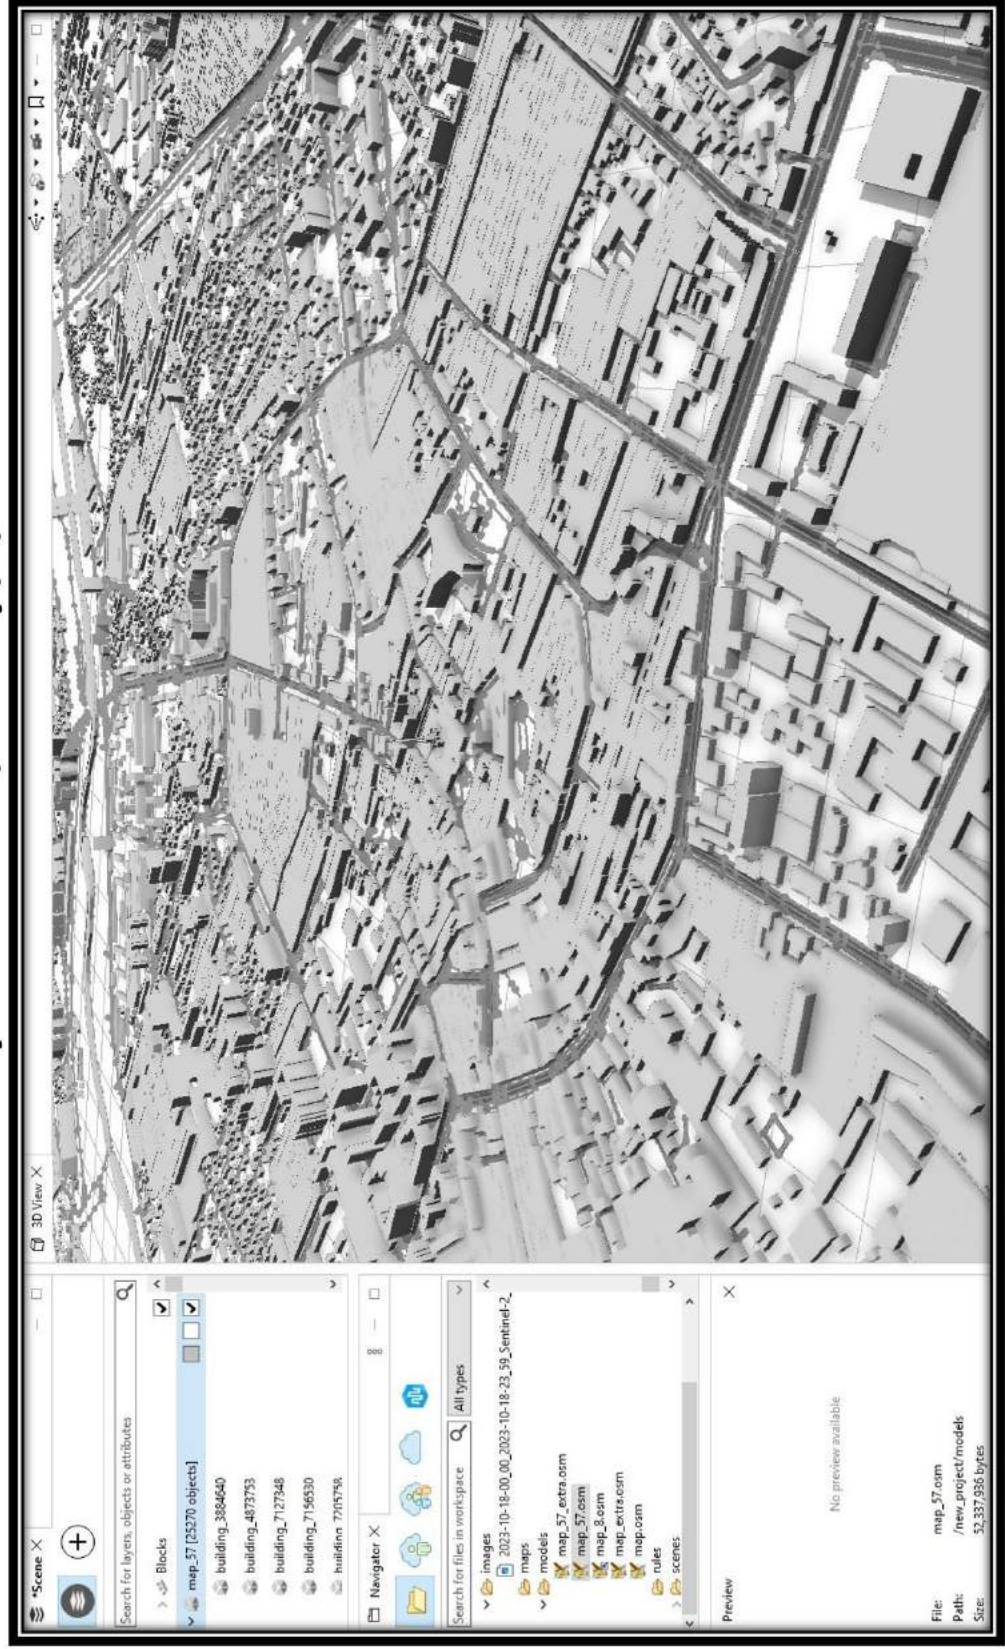 *Scene
Search for layers, objects or attributes
Blocks
map_57 [25270 objects]
building_3884640
building_4873753
building_7127348
building_7156530
Navigator
Search for files in workspace
All types
images
2023-10-18-00_00_2023-10-18-23_59_Sentinel-2_
maps
models
map_57_extra.osm
map_57.osm
map_8.osm
map_extra.osm
map.osm
rules
scenes
Preview
No preview available
File: map_57.osm
Path: /new_project/models
Size: 52,337,936 bytes
3D View